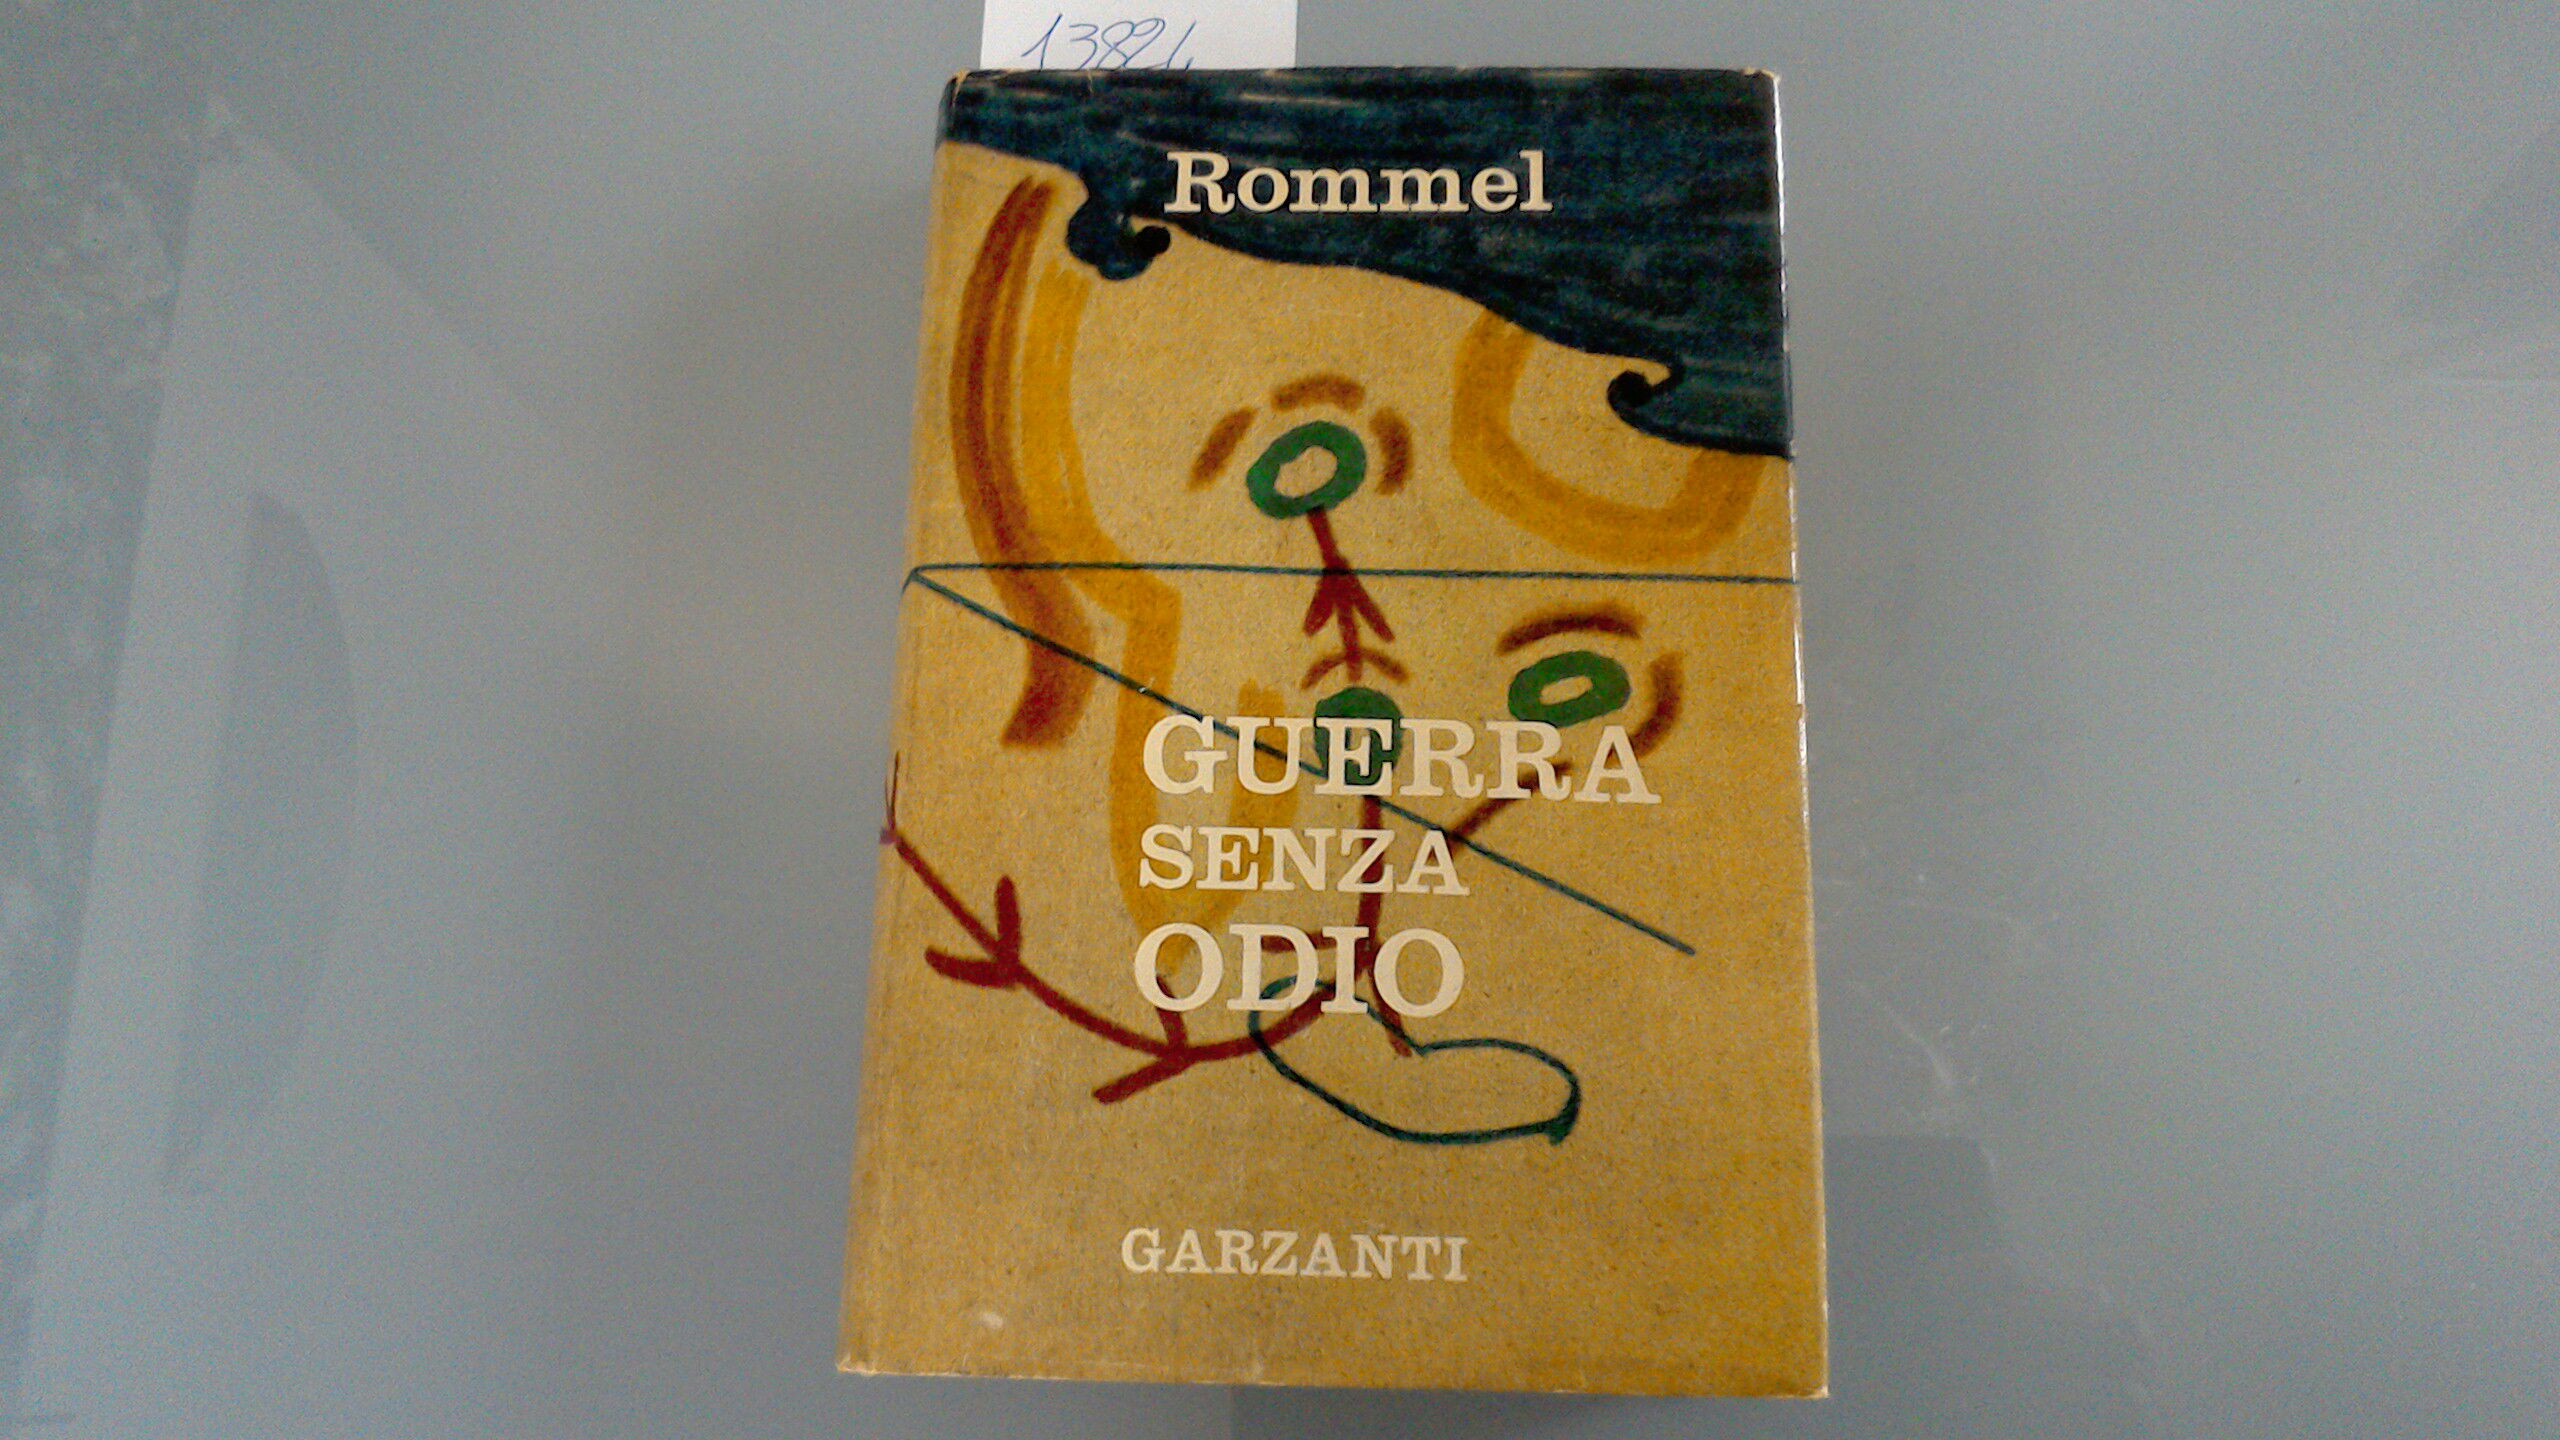 Rommel
GUERRA
SENZA
ODIO
GARZANTI